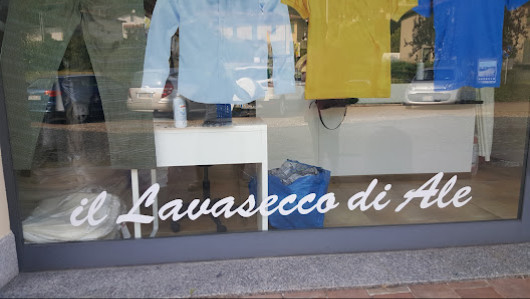 il Lavasecco di Ale